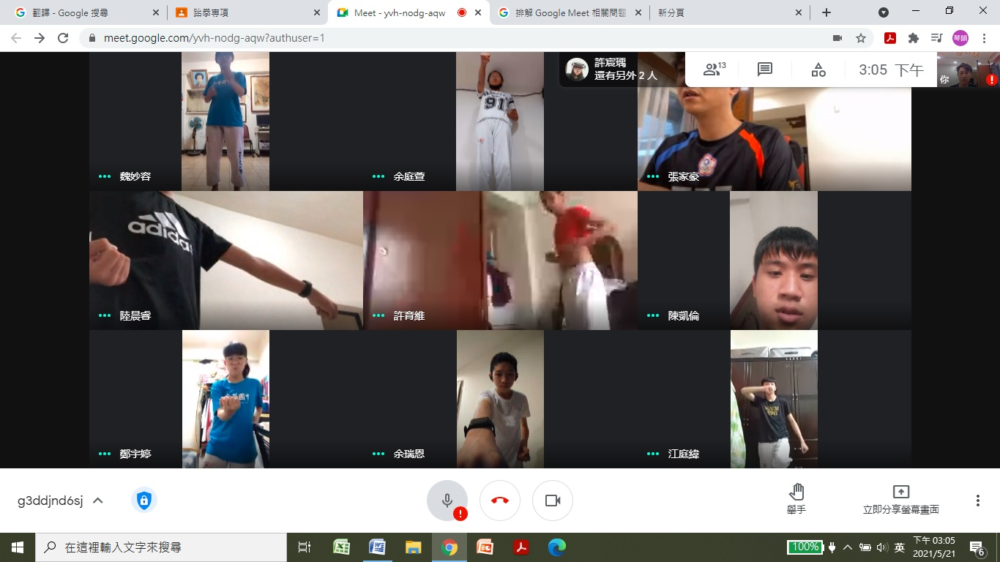 翻譯 - Google 搜尋
跆拳專項
Meet - yvh-nodg-aqw
排解 Google Meet 相關問題
新分頁
meet.google.com/yvh-nodg-aqw?authuser=1
琴韻
許宸瑀
還有另外 2 人
13
3:05 下午
你
魏妙容
余庭萱
91
張家豪
adidas
陸晨睿
許育維
陳凱倫
鄭宇婷
余瑞恩
江庭緯
g3ddjnd6sj
舉手
立即分享螢幕畫面
在這裡輸入文字來搜尋
100%
英
下午 03:05
2021/5/21
6